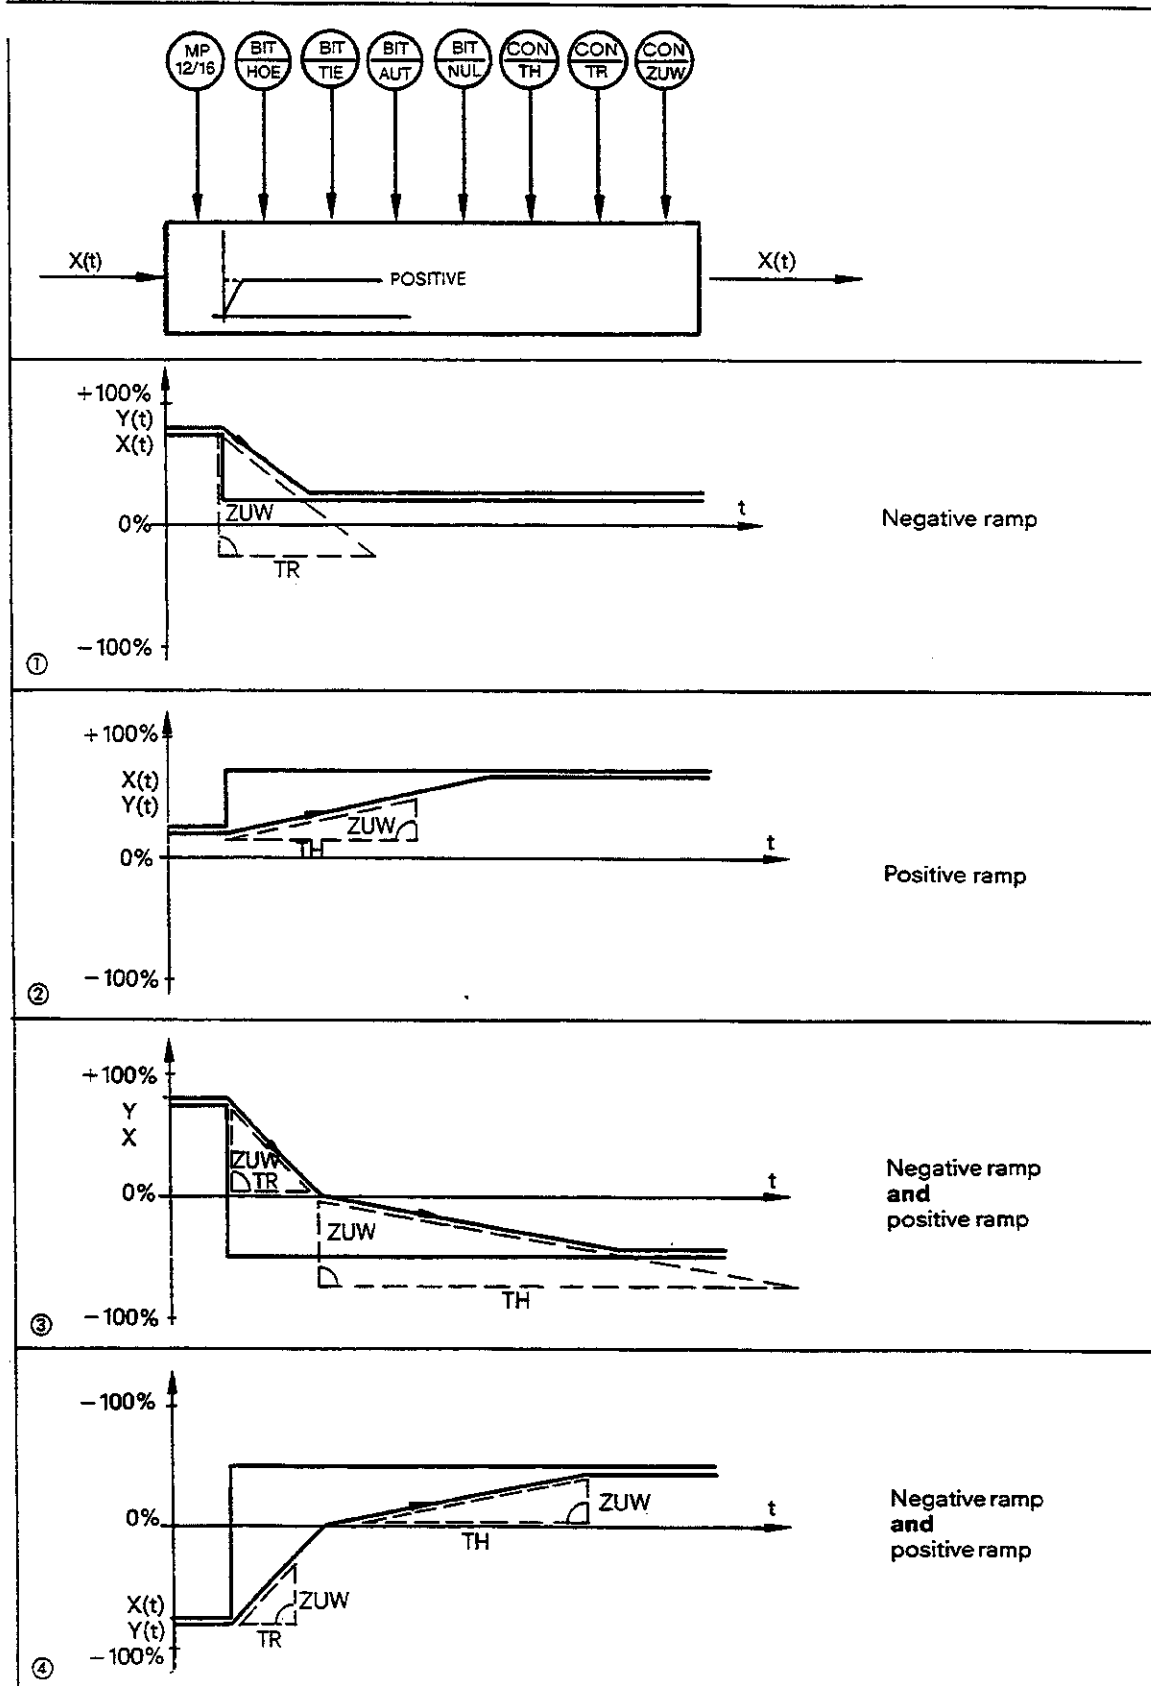 MP 12/16
BIT HOE
BIT TIE
BIT AUT
BIT NUL
CON TH
CON TR
CON ZUW
X(t)
POSITIVE
X(t)
+100%
Y(t)
X(t)
ZUW
t
0%
Negative ramp
TR
−100%
①
+100%
X(t)
Y(t)
ZUW
TH
t
0%
Positive ramp
−100%
②
+100%
Y
X
ZUW
TR
t
0%
Negative ramp
and
positive ramp
ZUW
TH
−100%
③
−100%
ZUW
t
0%
TH
Negative ramp
and
positive ramp
X(t)
ZUW
Y(t)
TR
−100%
④